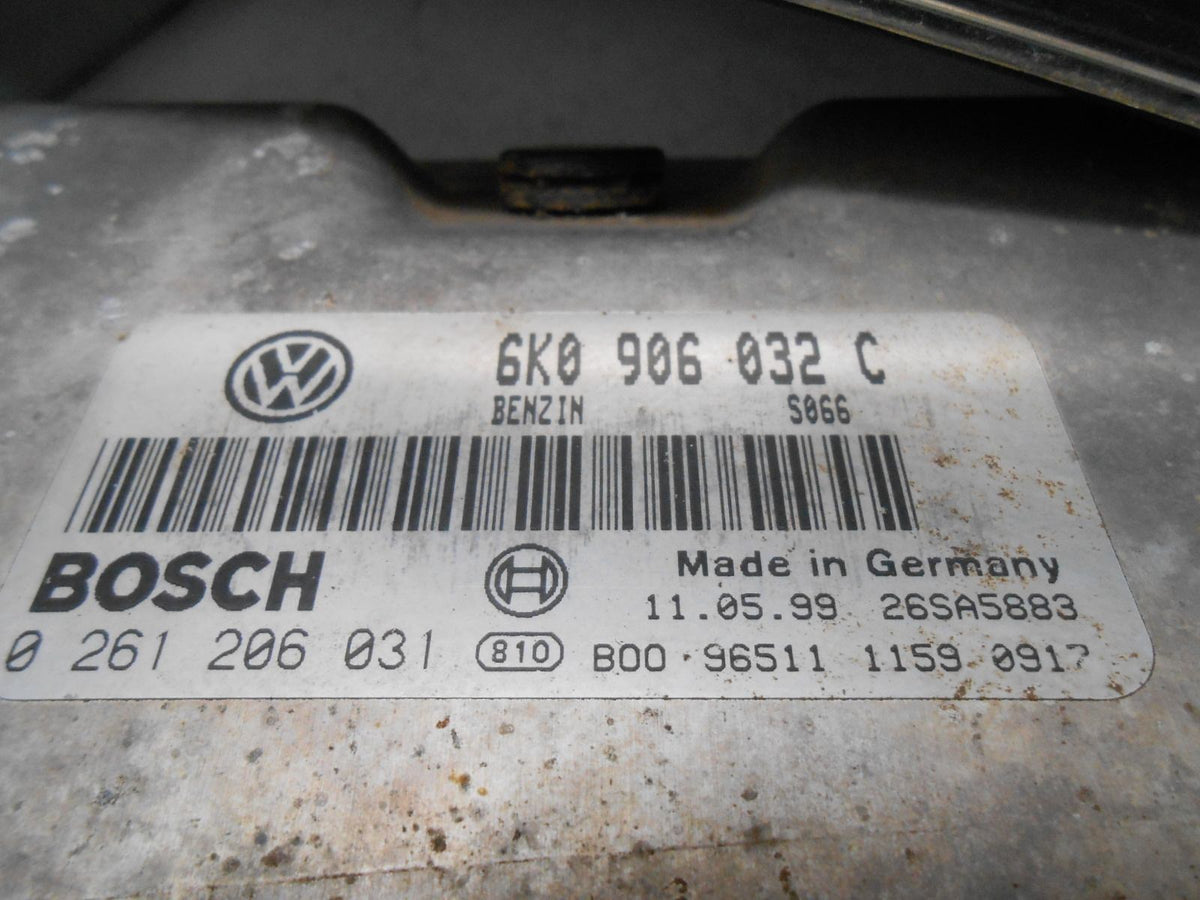 6K0 906 032 C
BENZIN S066
BOSCH
Made in Germany
11.05.99 26SA5883
0 261 206 031 810 B00·96511 1159 0917